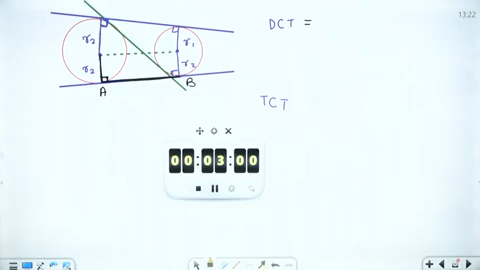 13:22
DCT =
r₂ r₁
r₂ r₂
A B
TCT
00:03:00